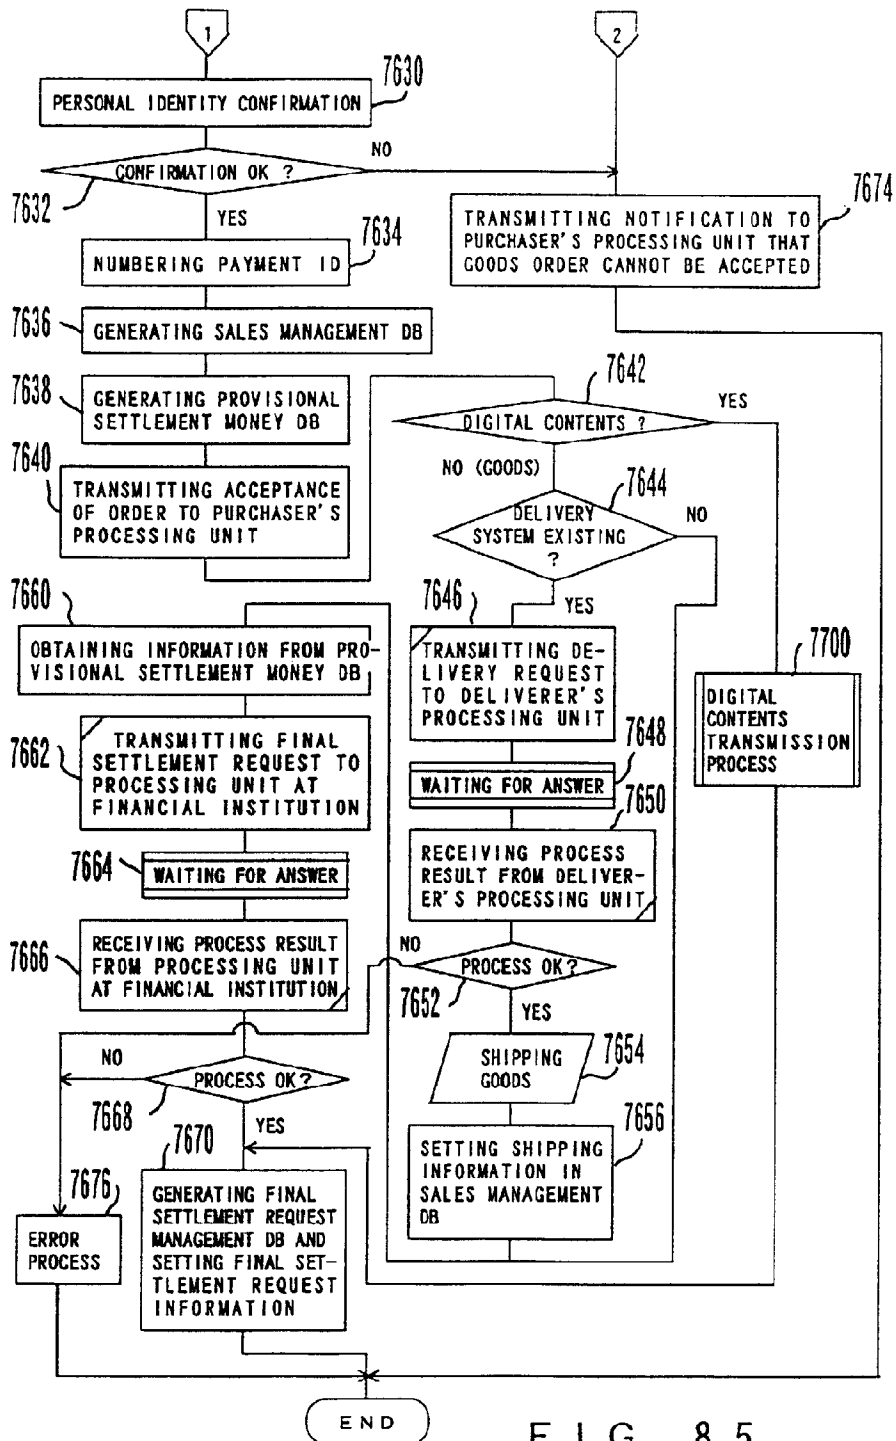 1
2
7630
PERSONAL IDENTITY CONFIRMATION
CONFIRMATION OK ?
NO
7632
YES
7674
TRANSMITTING NOTIFICATION TO
PURCHASER'S PROCESSING UNIT THAT
GOODS ORDER CANNOT BE ACCEPTED
7634
NUMBERING PAYMENT ID
7636
GENERATING SALES MANAGEMENT DB
7638
GENERATING PROVISIONAL
SETTLEMENT MONEY DB
7642
DIGITAL CONTENTS ?
YES
NO (GOODS)
7640
TRANSMITTING ACCEPTANCE
OF ORDER TO PURCHASER'S
PROCESSING UNIT
7644
DELIVERY
SYSTEM EXISTING
?
NO
YES
7660
OBTAINING INFORMATION FROM PRO-
VISIONAL SETTLEMENT MONEY DB
7646
TRANSMITTING DE-
LIVERY REQUEST
TO DELIVERER'S
PROCESSING UNIT
7700
DIGITAL
CONTENTS
TRANSMISSION
PROCESS
7662
TRANSMITTING FINAL
SETTLEMENT REQUEST TO
PROCESSING UNIT AT
FINANCIAL INSTITUTION
7648
WAITING FOR ANSWER
7650
RECEIVING PROCESS
RESULT FROM DELIVER-
ER'S PROCESSING UNIT
7664
WAITING FOR ANSWER
7666
RECEIVING PROCESS RESULT
FROM PROCESSING UNIT
AT FINANCIAL INSTITUTION
NO
PROCESS OK?
7652
YES
7654
SHIPPING
GOODS
NO
PROCESS OK?
7668
YES
7656
SETTING SHIPPING
INFORMATION IN
SALES MANAGEMENT
DB
7670
GENERATING FINAL
SETTLEMENT REQUEST
MANAGEMENT DB AND
SETTING FINAL SET-
TLEMENT REQUEST
INFORMATION
7676
ERROR
PROCESS
END
FIG. 85